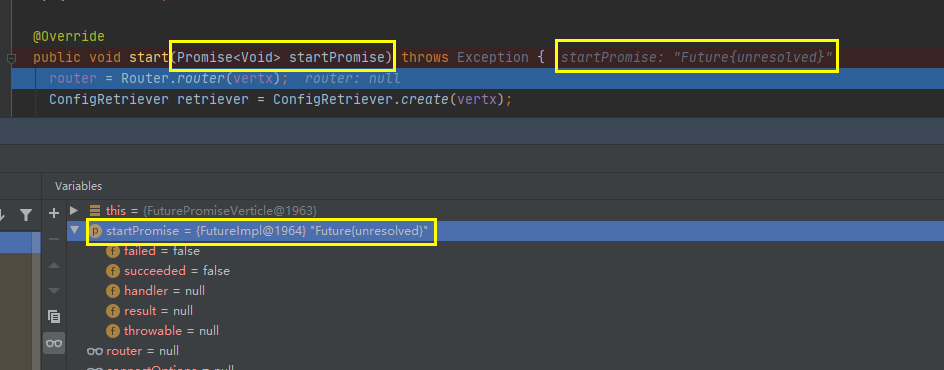 @Override
public void start(Promise<Void> startPromise) throws Exception { startPromise: "Future{unresolved}"
router = Router.router(vertx); router: null
ConfigRetriever retriever = ConfigRetriever.create(vertx);
Variables
this = {FuturePromiseVerticle@1963}
startPromise = {FutureImpl@1964} "Future{unresolved}"
failed = false
succeeded = false
handler = null
result = null
throwable = null
router = null